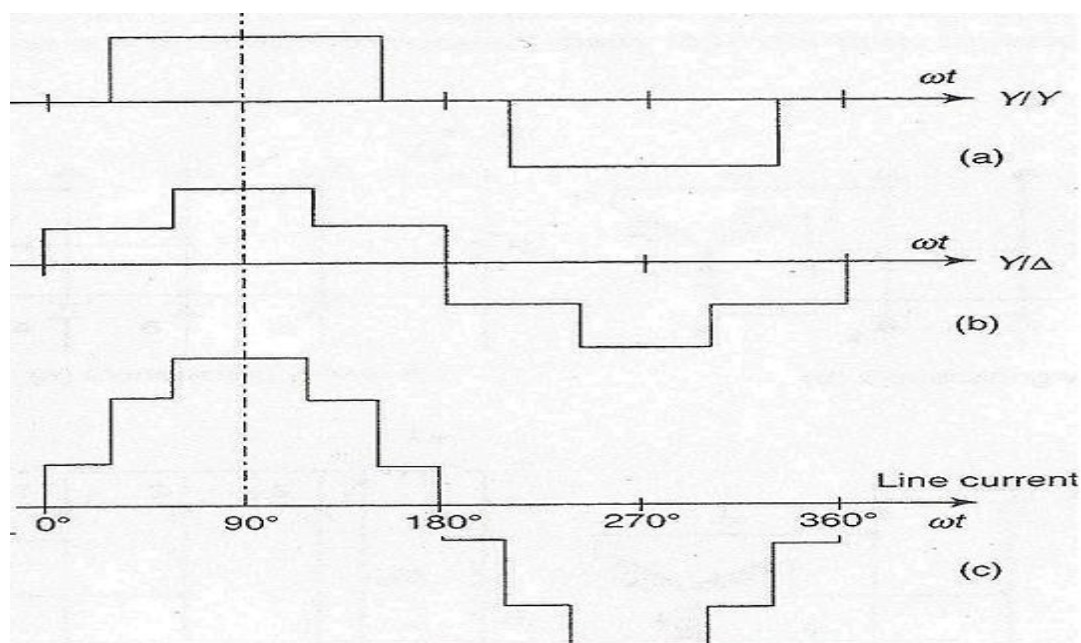 ωt
Y/Y
(a)
ωt
Y/Δ
(b)
Line current
0° 90° 180° 270° 360° ωt
(c)